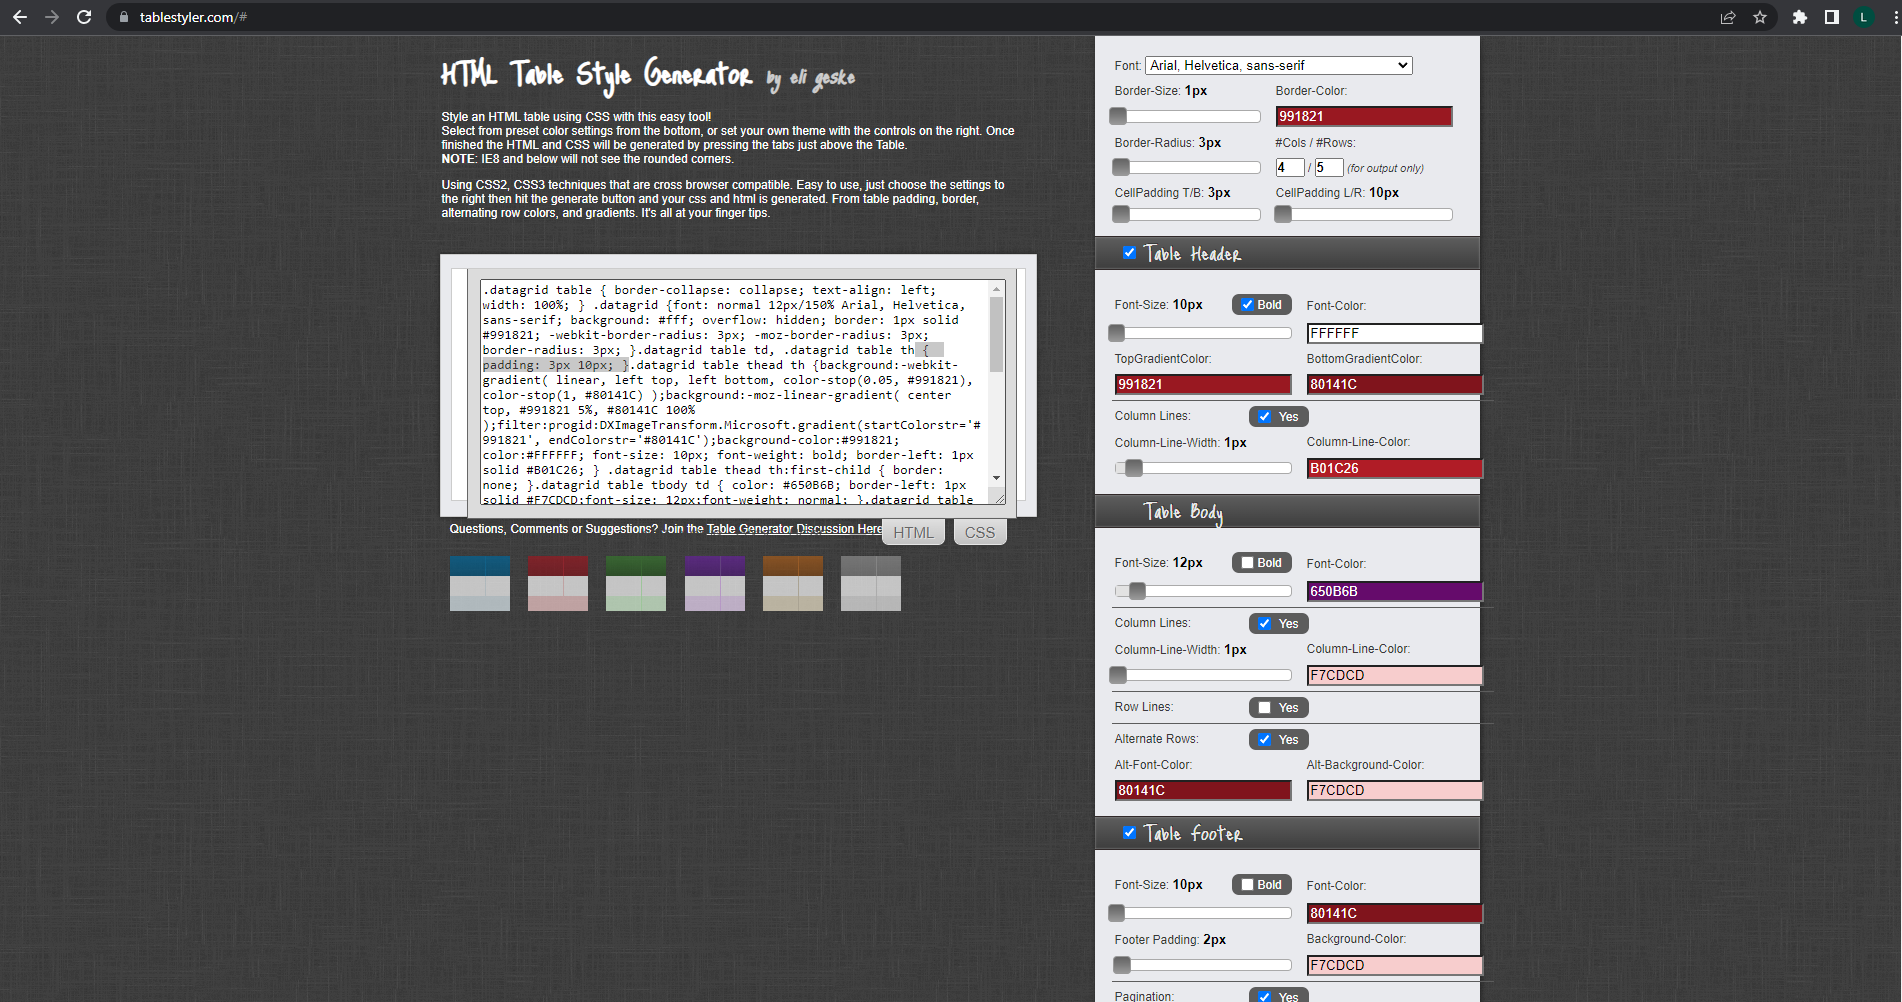 tablestyler.com/#
L
HTML Table Style Generator by eli geske
Style an HTML table using CSS with this easy tool!
Select from preset color settings from the bottom, or set your own theme with the controls on the right. Once
finished the HTML and CSS will be generated by pressing the tabs just above the Table.
NOTE: IE8 and below will not see the rounded corners.
Using CSS2, CSS3 techniques that are cross browser compatible. Easy to use, just choose the settings to
the right then hit the generate button and your css and html is generated. From table padding, border,
alternating row colors, and gradients. It's all at your finger tips.
.datagrid table { border-collapse: collapse; text-align: left;
width: 100%; } .datagrid {font: normal 12px/150% Arial, Helvetica,
sans-serif; background: #fff; overflow: hidden; border: 1px solid
#991821; -webkit-border-radius: 3px; -moz-border-radius: 3px;
border-radius: 3px; }.datagrid table td, .datagrid table th {
padding: 3px 10px; }.datagrid table thead th {background:-webkit-
gradient( linear, left top, left bottom, color-stop(0.05, #991821),
color-stop(1, #80141C) );background:-moz-linear-gradient( center
top, #991821 5%, #80141C 100%
);filter:progid:DXImageTransform.Microsoft.gradient(startColorstr='#
991821', endColorstr='#80141C');background-color:#991821;
color:#FFFFFF; font-size: 10px; font-weight: bold; border-left: 1px
solid #B01C26; } .datagrid table thead th:first-child { border:
none; }.datagrid table tbody td { color: #650B6B; border-left: 1px
solid #F7CDCD;font-size: 12px;font-weight: normal; }.datagrid table
Questions, Comments or Suggestions? Join the Table Generator Discussion Here
HTML CSS
Font: Arial, Helvetica, sans-serif
Border-Size: 1px Border-Color:
991821
Border-Radius: 3px #Cols / #Rows:
4 / 5 (for output only)
CellPadding T/B: 3px CellPadding L/R: 10px
Table Header
Font-Size: 10px Bold Font-Color:
FFFFFF
TopGradientColor: BottomGradientColor:
991821 80141C
Column Lines: Yes
Column-Line-Width: 1px Column-Line-Color:
B01C26
Table Body
Font-Size: 12px Bold Font-Color:
650B6B
Column Lines: Yes
Column-Line-Width: 1px Column-Line-Color:
F7CDCD
Row Lines: Yes
Alternate Rows: Yes
Alt-Font-Color: Alt-Background-Color:
80141C F7CDCD
Table Footer
Font-Size: 10px Bold Font-Color:
80141C
Footer Padding: 2px Background-Color:
F7CDCD
Pagination: Yes